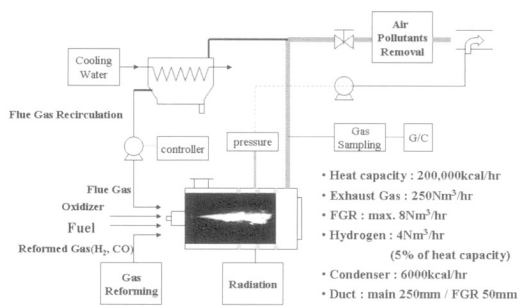 Air
Pollutants
Removal
Cooling
Water
Flue Gas Recirculation
controller
pressure
Gas
Sampling
G/C
Flue Gas
Oxidizer
Fuel
Reformed Gas(H₂, CO)
Gas
Reforming
Radiation
• Heat capacity : 200,000kcal/hr
• Exhaust Gas : 250Nm³/hr
• FGR : max. 8Nm³/hr
• Hydrogen : 4Nm³/hr
(5% of heat capacity)
• Condenser : 6000kcal/hr
• Duct : main 250mm / FGR 50mm